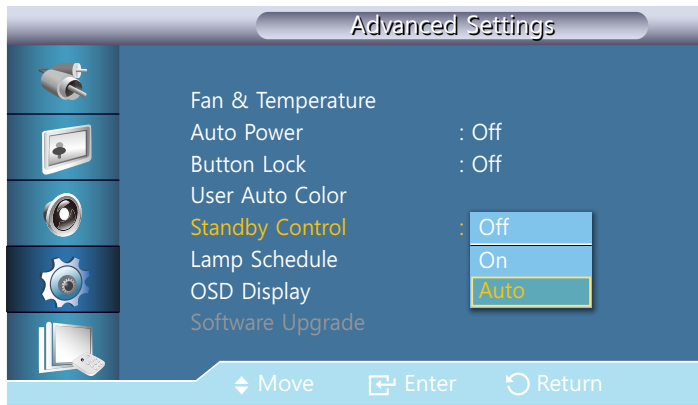 Advanced Settings
Fan & Temperature
Auto Power : Off
Button Lock : Off
User Auto Color
Standby Control : Off
Lamp Schedule On
OSD Display Auto
Software Upgrade
Move Enter Return